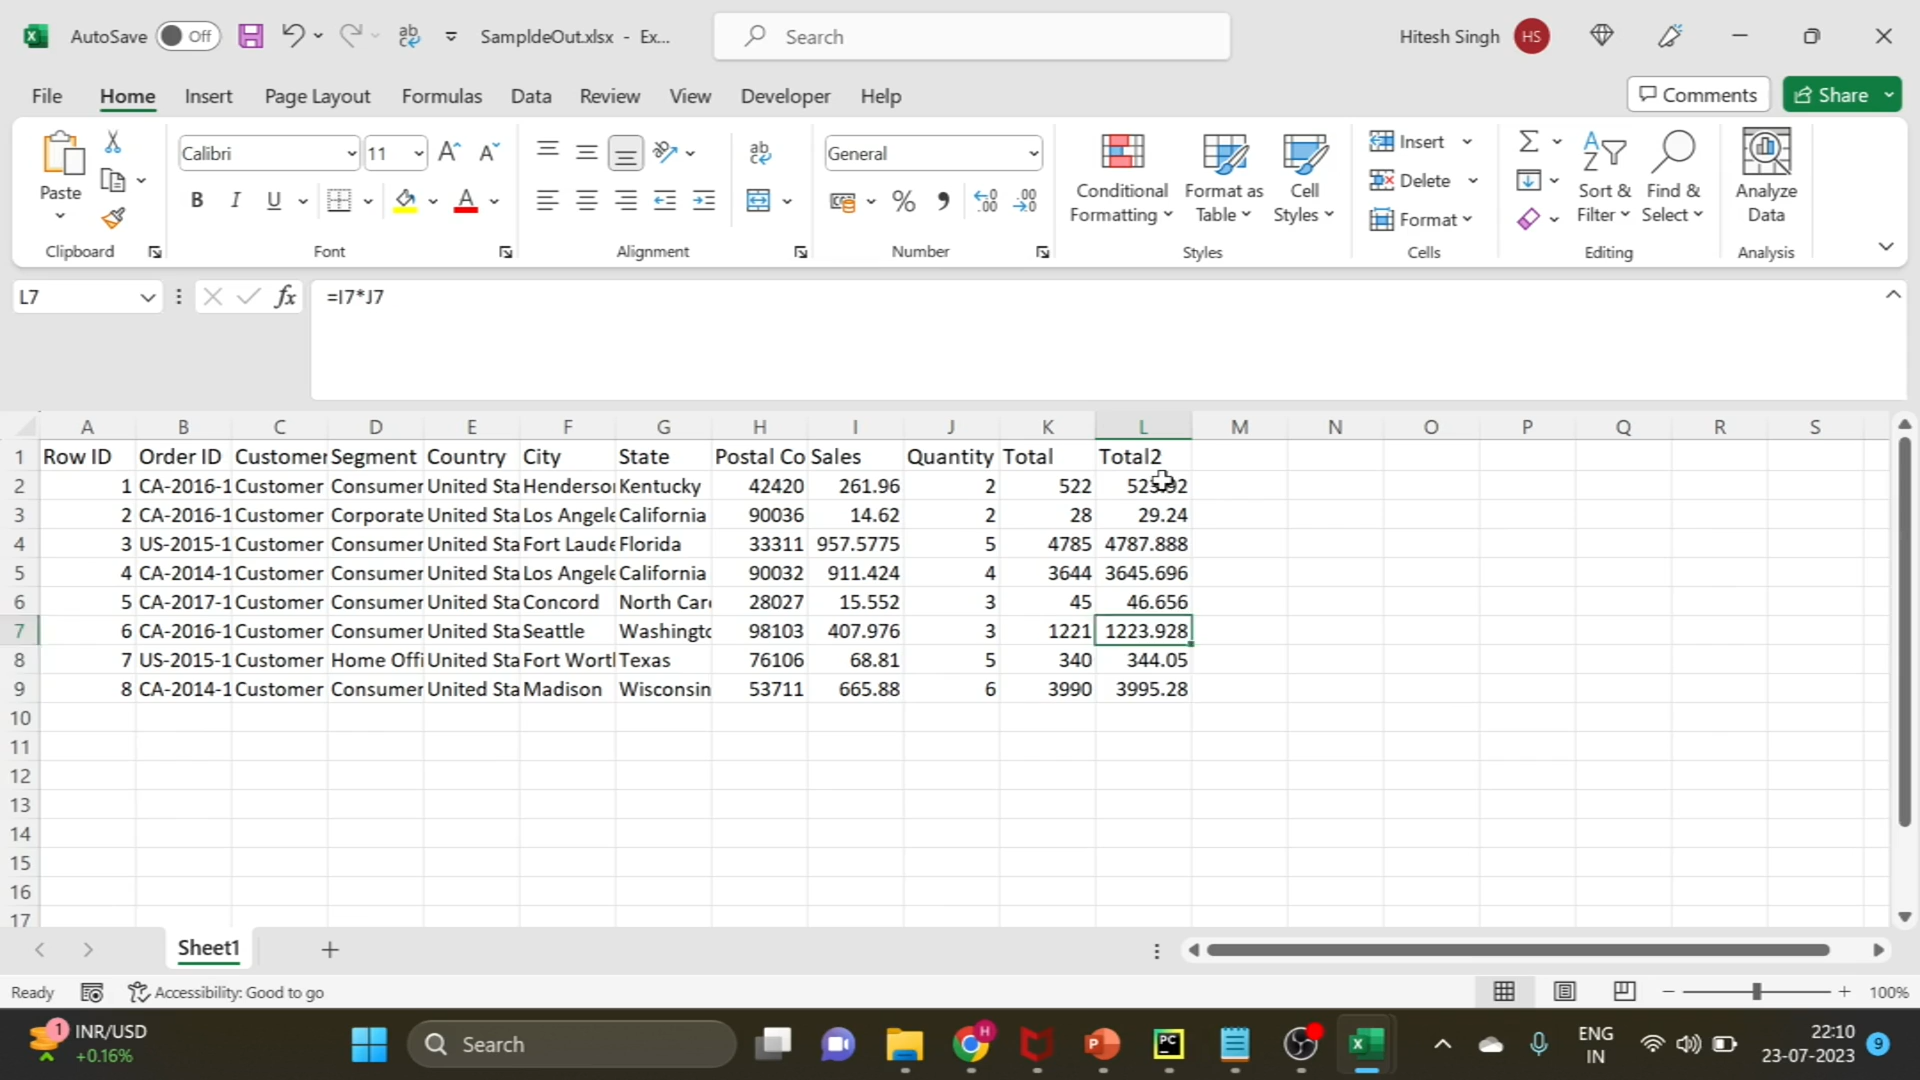 AutoSave Off SampldeOut.xlsx - Ex... Search Hitesh Singh HS
File Home Insert Page Layout Formulas Data Review View Developer Help Comments Share
Paste Calibri 11 General Conditional Formatting Format as Table Cell Styles Insert Delete Format Sort & Filter Find & Select Analyze Data
Clipboard Font Alignment Number Styles Cells Editing Analysis
L7 fx =I7*J7
A B C D E F G H I J K L M N O P Q R S
1 Row ID Order ID Customer Segment Country City State Postal Co Sales Quantity Total Total2
2 1 CA-2016-1 Customer Consumer United Sta Henderson Kentucky 42420 261.96 2 522
3 2 CA-2016-1 Customer Corporate United Sta Los Angele California 90036 14.62 2 28 29.24
4 3 US-2015-1 Customer Consumer United Sta Fort Laude Florida 33311 957.5775 5 4785 4787.888
5 4 CA-2014-1 Customer Consumer United Sta Los Angele California 90032 911.424 4 3644 3645.696
6 5 CA-2017-1 Customer Consumer United Sta Concord North Car 28027 15.552 3 45 46.656
7 6 CA-2016-1 Customer Consumer United Sta Seattle Washingto 98103 407.976 3 1221 1223.928
8 7 US-2015-1 Customer Home Offi United Sta Fort Wort Texas 76106 68.81 5 340 344.05
9 8 CA-2014-1 Customer Consumer United Sta Madison Wisconsin 53711 665.88 6 3990 3995.28
10
11
12
13
14
15
16
17
Sheet1
Ready Accessibility: Good to go 100%
1 INR/USD +0.16% Search ENG IN 22:10 23-07-2023 9